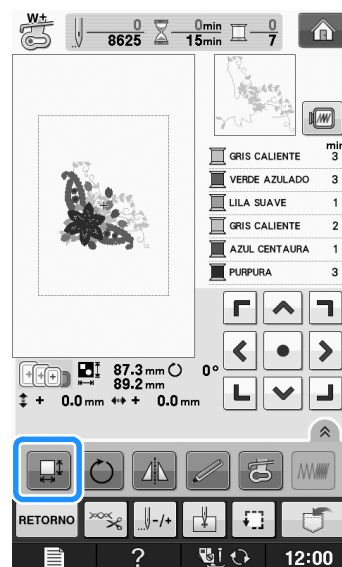 W+
0
8625
0min
15min
0
7
min
GRIS CALIENTE 3
VERDE AZULADO 3
LILA SUAVE 1
GRIS CALIENTE 2
AZUL CENTAURA 1
PURPURA 3
87.3 mm 0°
89.2 mm
+ 0.0 mm + 0.0 mm
RETORNO -/+
? i 12:00